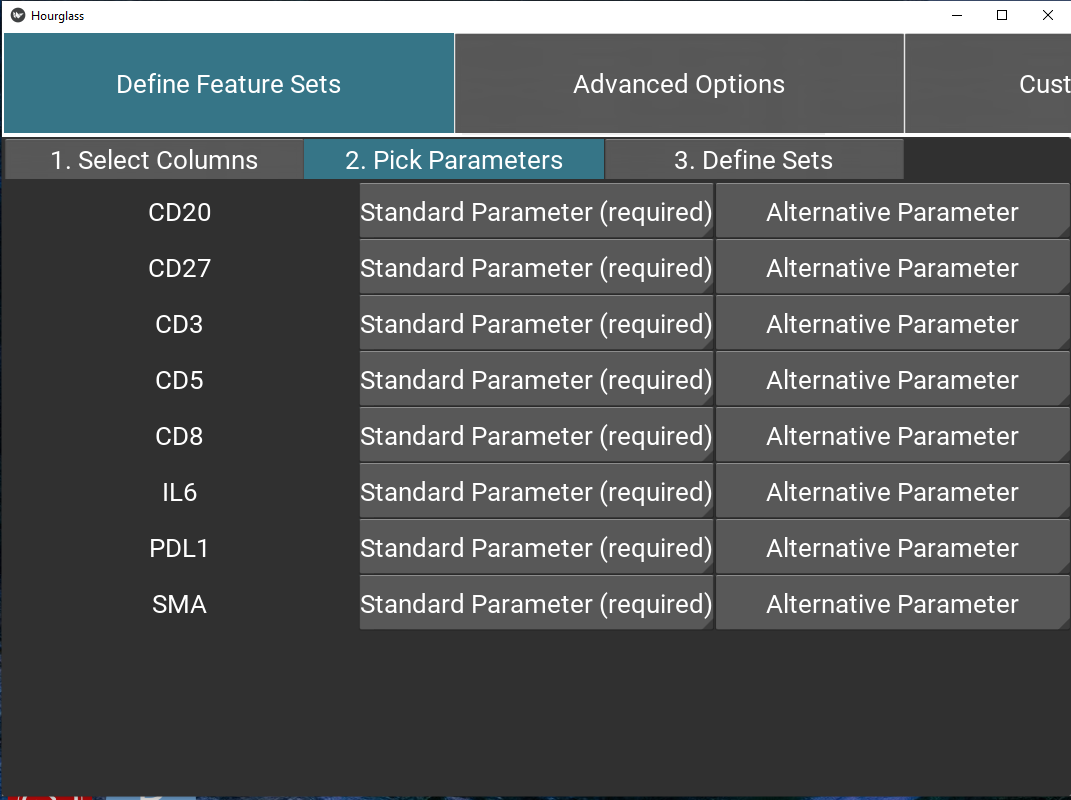 Hourglass
Define Feature Sets
Advanced Options
Cust
1. Select Columns
2. Pick Parameters
3. Define Sets
CD20 Standard Parameter (required) Alternative Parameter
CD27 Standard Parameter (required) Alternative Parameter
CD3 Standard Parameter (required) Alternative Parameter
CD5 Standard Parameter (required) Alternative Parameter
CD8 Standard Parameter (required) Alternative Parameter
IL6 Standard Parameter (required) Alternative Parameter
PDL1 Standard Parameter (required) Alternative Parameter
SMA Standard Parameter (required) Alternative Parameter